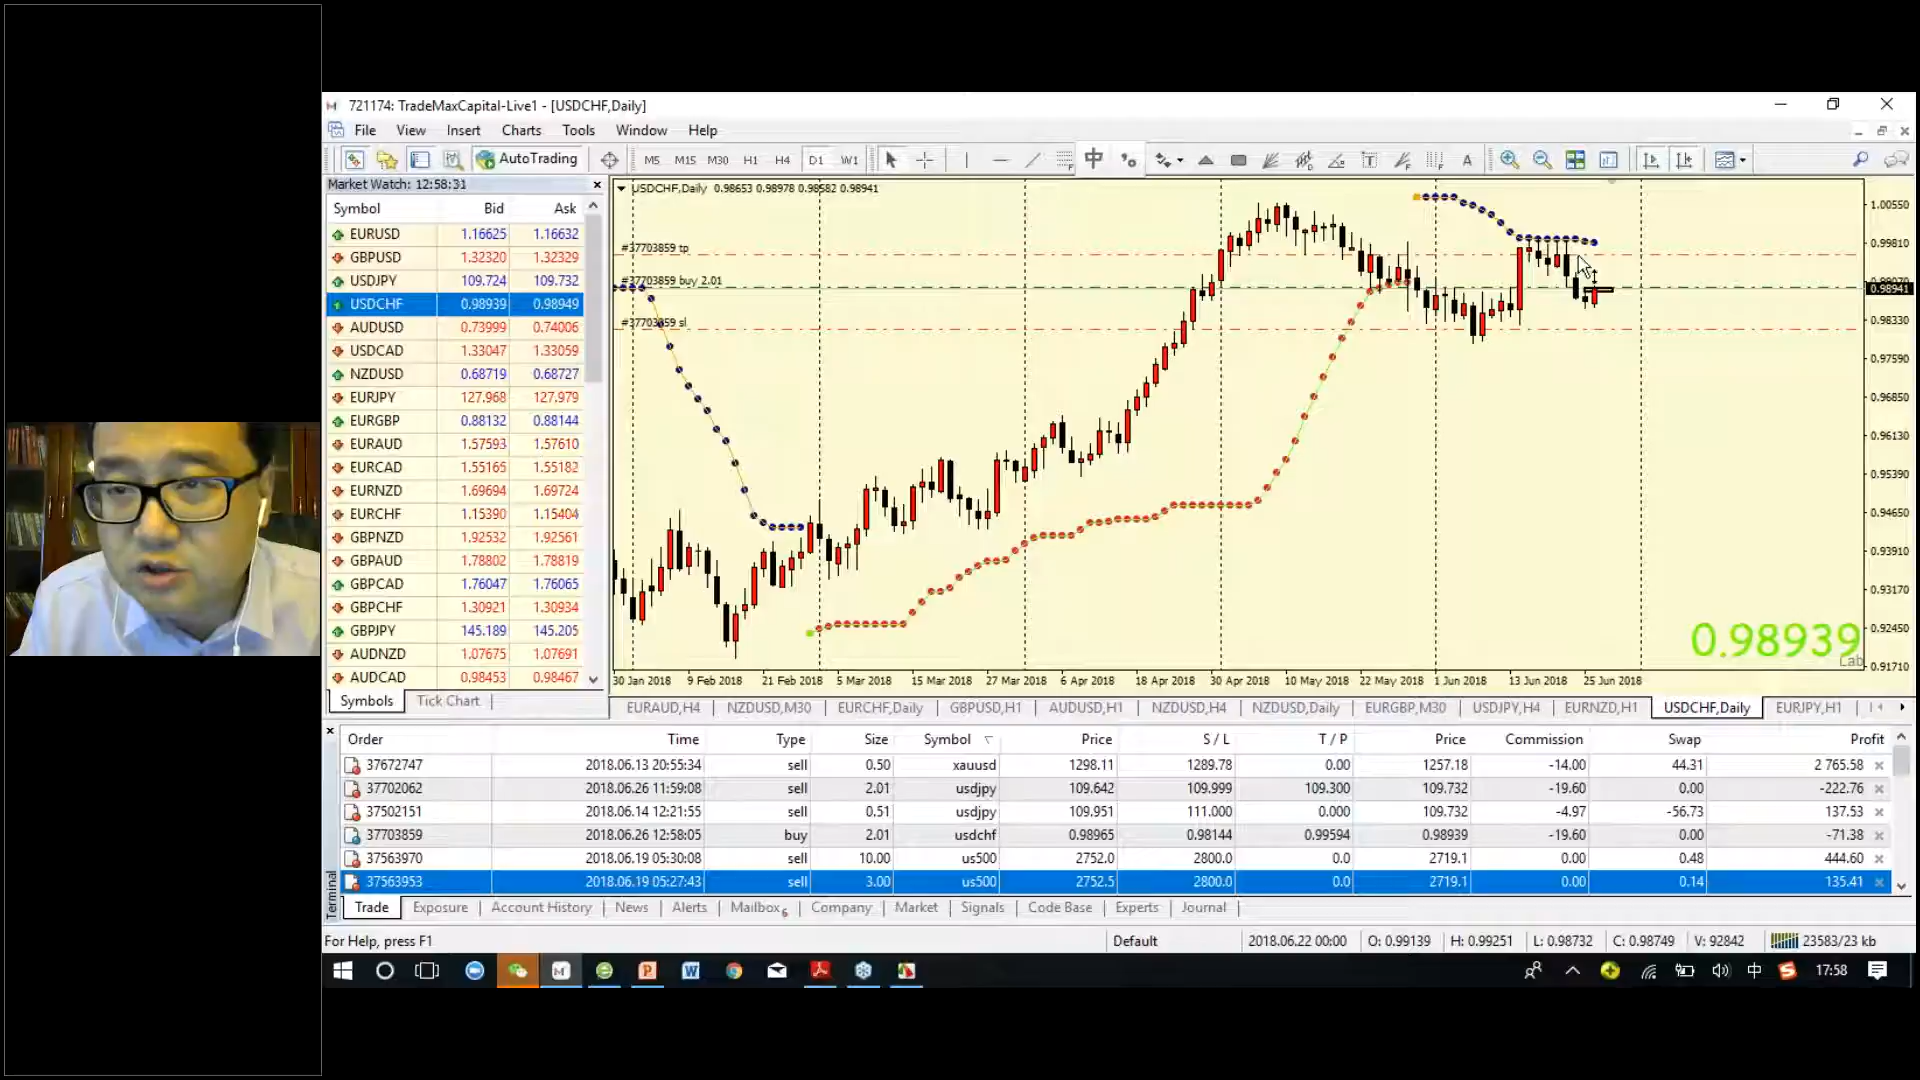 721174: TradeMaxCapital-Live1 - [USDCHF,Daily]
File View Insert Charts Tools Window Help
AutoTrading M5 M15 M30 H1 H4 D1 W1 中 T A
Market Watch: 12:58:31
Symbol Bid Ask
EURUSD 1.16625 1.16632
GBPUSD 1.32320 1.32329
USDJPY 109.724 109.732
USDCHF 0.98939 0.98949
AUDUSD 0.73999 0.74006
USDCAD 1.33047 1.33059
NZDUSD 0.68719 0.68727
EURJPY 127.968 127.979
EURGBP 0.88132 0.88144
EURAUD 1.57593 1.57610
EURCAD 1.55165 1.55182
EURNZD 1.69694 1.69724
EURCHF 1.15390 1.15404
GBPNZD 1.92532 1.92561
GBPAUD 1.78802 1.78819
GBPCAD 1.76047 1.76065
GBPCHF 1.30921 1.30934
GBPJPY 145.189 145.205
AUDNZD 1.07675 1.07691
AUDCAD 0.98453 0.98467
Symbols Tick Chart
USDCHF,Daily 0.98653 0.98978 0.98582 0.98941
#37703859 tp
#37703859 buy 2.01
#37703859 sl
1.00550
0.99810
0.98941
0.98330
0.97590
0.96850
0.96130
0.95390
0.94650
0.93910
0.93170
0.92450
0.91710
0.98939
Lab
30 Jan 2018 9 Feb 2018 21 Feb 2018 5 Mar 2018 15 Mar 2018 27 Mar 2018 6 Apr 2018 18 Apr 2018 30 Apr 2018 10 May 2018 22 May 2018 1 Jun 2018 13 Jun 2018 25 Jun 2018
EURAUD,H4 NZDUSD,M30 EURCHF,Daily GBPUSD,H1 AUDUSD,H1 NZDUSD,H4 NZDUSD,Daily EURGBP,M30 USDJPY,H4 EURNZD,H1 USDCHF,Daily EURJPY,H1
Order Time Type Size Symbol Price S / L T / P Price Commission Swap Profit
37672747 2018.06.13 20:55:34 sell 0.50 xauusd 1298.11 1289.78 0.00 1257.18 -14.00 44.31 2 765.58
37702062 2018.06.26 11:59:08 sell 2.01 usdjpy 109.642 109.999 109.300 109.732 -19.60 0.00 -222.76
37502151 2018.06.14 12:21:55 sell 0.51 usdjpy 109.951 111.000 0.000 109.732 -4.97 -56.73 137.53
37703859 2018.06.26 12:58:05 buy 2.01 usdchf 0.98965 0.98144 0.99594 0.98939 -19.60 0.00 -71.38
37563970 2018.06.19 05:30:08 sell 10.00 us500 2752.0 2800.0 0.0 2719.1 0.00 0.48 444.60
37563953 2018.06.19 05:27:43 sell 3.00 us500 2752.5 2800.0 0.0 2719.1 0.00 0.14 135.41
Terminal
Trade Exposure Account History News Alerts Mailbox6 Company Market Signals Code Base Experts Journal
For Help, press F1 Default 2018.06.22 00:00 O: 0.99139 H: 0.99251 L: 0.98732 C: 0.98749 V: 92842 23583/23 kb
中 17:58